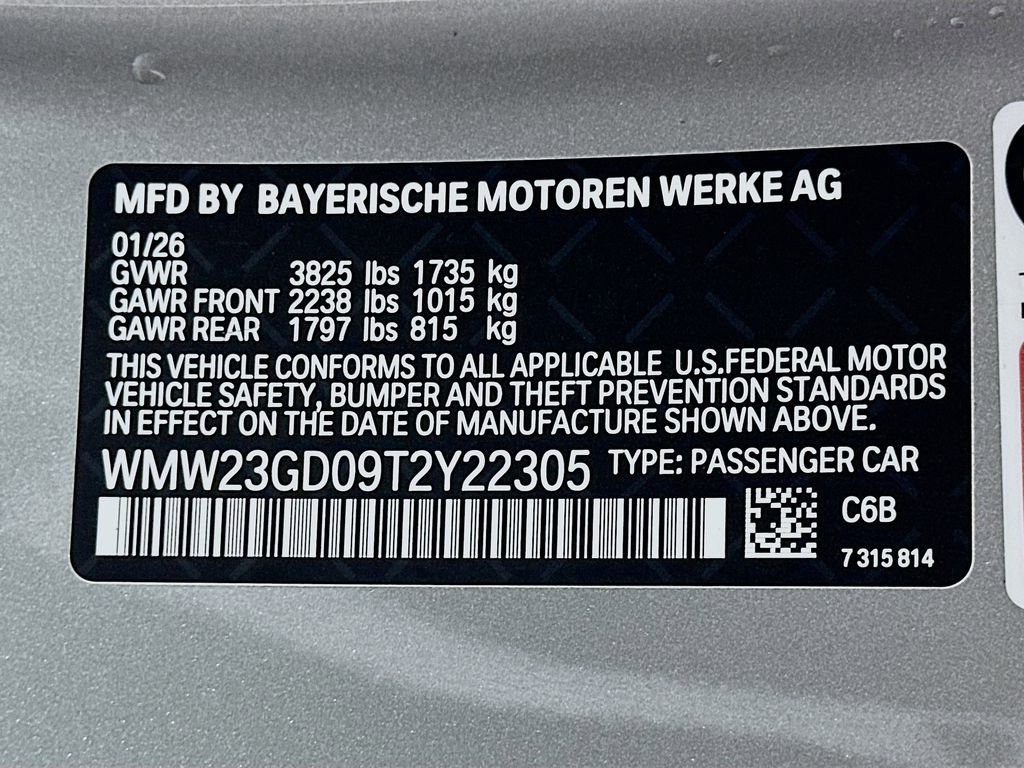 MFD BY BAYERISCHE MOTOREN WERKE AG
01/26
GVWR 3825 lbs 1735 kg
GAWR FRONT 2238 lbs 1015 kg
GAWR REAR 1797 lbs 815 kg
THIS VEHICLE CONFORMS TO ALL APPLICABLE U.S.FEDERAL MOTOR
VEHICLE SAFETY, BUMPER AND THEFT PREVENTION STANDARDS
IN EFFECT ON THE DATE OF MANUFACTURE SHOWN ABOVE.
WMW23GD09T2Y22305 TYPE: PASSENGER CAR
C6B
7 315 814